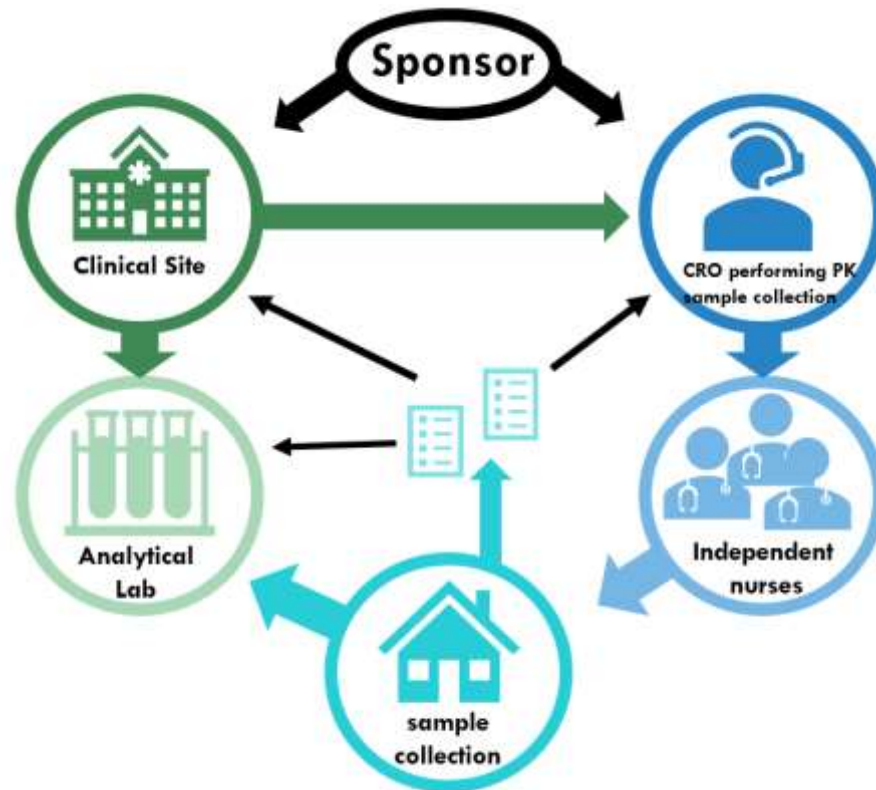 Sponsor
Clinical Site
CRO performing PK
sample collection
Analytical
Lab
Independent
nurses
sample
collection